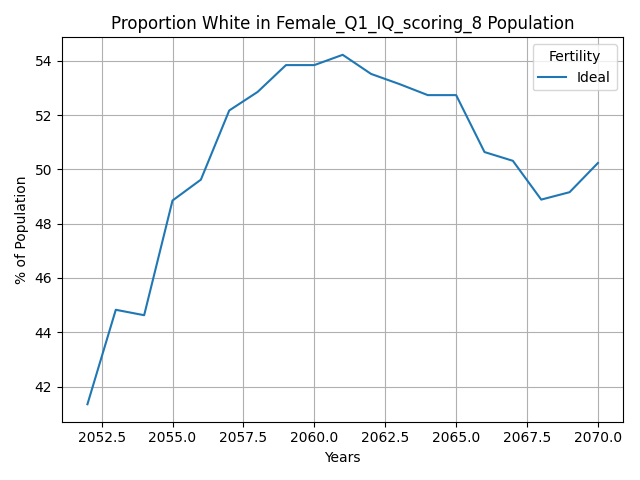 Proportion White in Female_Q1_IQ_scoring_8 Population
Fertility
Ideal
% of Population
54
52
50
48
46
44
42
2052.5 2055.0 2057.5 2060.0 2062.5 2065.0 2067.5 2070.0
Years